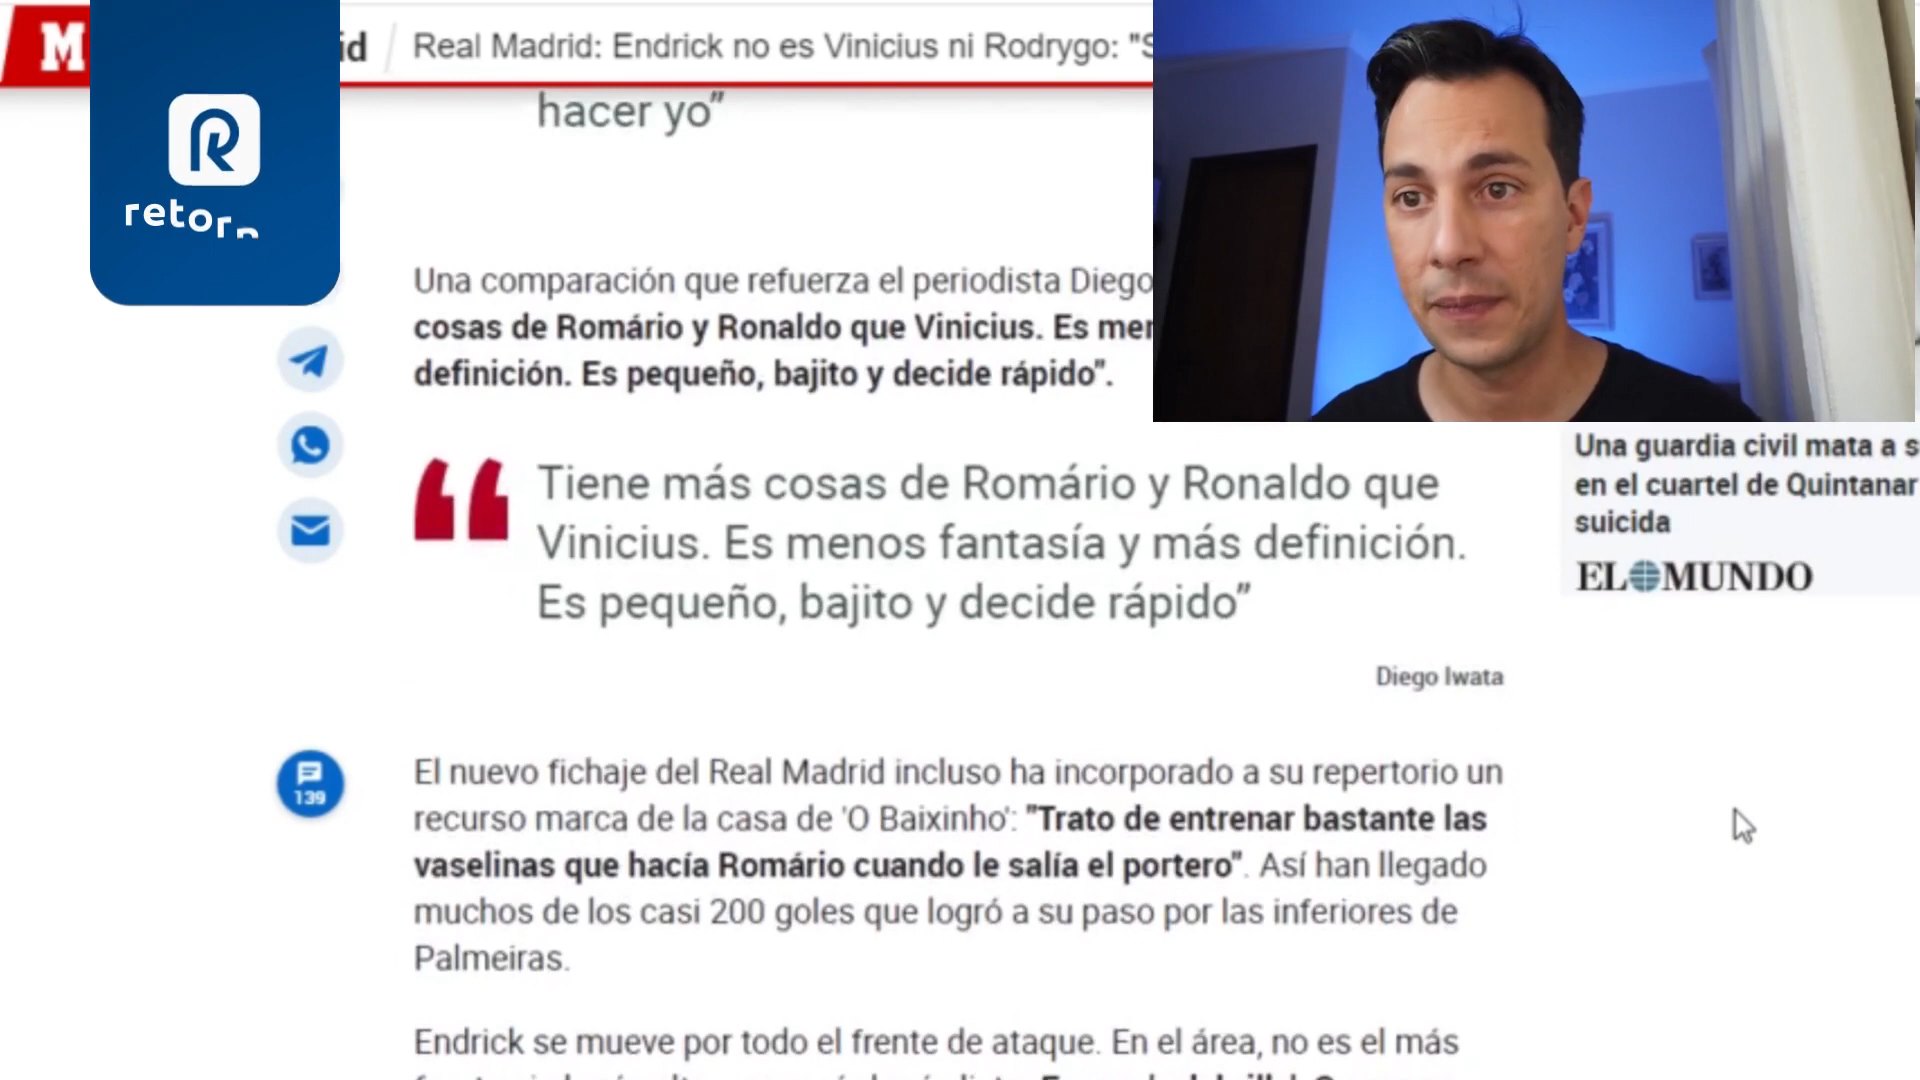 M
id
Real Madrid: Endrick no es Vinicius ni Rodrygo: "S
hacer yo”
retorn
Una comparación que refuerza el periodista Diego
cosas de Romário y Ronaldo que Vinicius. Es mer
definición. Es pequeño, bajito y decide rápido”.
Tiene más cosas de Romário y Ronaldo que
Vinicius. Es menos fantasía y más definición.
Es pequeño, bajito y decide rápido”
Diego Iwata
Una guardia civil mata a s
en el cuartel de Quintanar
suicida
EL MUNDO
139
El nuevo fichaje del Real Madrid incluso ha incorporado a su repertorio un
recurso marca de la casa de 'O Baixinho': "Trato de entrenar bastante las
vaselinas que hacía Romário cuando le salía el portero". Así han llegado
muchos de los casi 200 goles que logró a su paso por las inferiores de
Palmeiras.
Endrick se mueve por todo el frente de ataque. En el área, no es el más